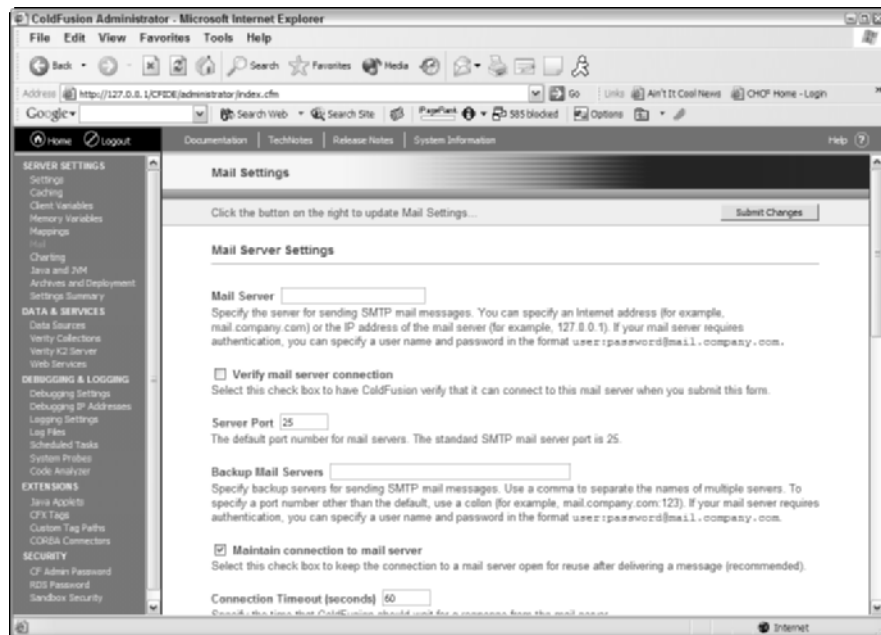 ColdFusion Administrator - Microsoft Internet Explorer
File Edit View Favorites Tools Help
Back Search Favorites Media
Address http://127.0.0.1/CFIDE/administrator/index.cfm Go Links Ain't It Cool News CHOF Home - Login
Google Search Web Search Site PageRank 585 blocked Options
Home Logout Documentation TechNotes Release Notes System Information Help
SERVER SETTINGS
Settings
Caching
Client Variables
Memory Variables
Mappings
Mail
Charting
Java and JVM
Archives and Deployment
Settings Summary
DATA & SERVICES
Data Sources
Verity Collections
Verity K2 Server
Web Services
DEBUGGING & LOGGING
Debugging Settings
Debugging IP Addresses
Logging Settings
Log Files
Scheduled Tasks
System Probes
Code Analyzer
EXTENSIONS
Java Applets
CFX Tags
Custom Tag Paths
CORBA Connectors
SECURITY
CF Admin Password
RDS Password
Sandbox Security
Mail Settings
Click the button on the right to update Mail Settings... Submit Changes
Mail Server Settings
Mail Server
Specify the server for sending SMTP mail messages. You can specify an Internet address (for example,
mail.company.com) or the IP address of the mail server (for example, 127.0.0.1). If your mail server requires
authentication, you can specify a user name and password in the format user:password@mail.company.com.
Verify mail server connection
Select this check box to have ColdFusion verify that it can connect to this mail server when you submit this form.
Server Port 25
The default port number for mail servers. The standard SMTP mail server port is 25.
Backup Mail Servers
Specify backup servers for sending SMTP mail messages. Use a comma to separate the names of multiple servers. To
specify a port number other than the default, use a colon (for example, mail.company.com:123). If your mail server requires
authentication, you can specify a user name and password in the format user:password@mail.company.com.
Maintain connection to mail server
Select this check box to keep the connection to a mail server open for reuse after delivering a message (recommended).
Connection Timeout (seconds) 60
Specify the time that ColdFusion should wait for a response from the mail server.
Internet